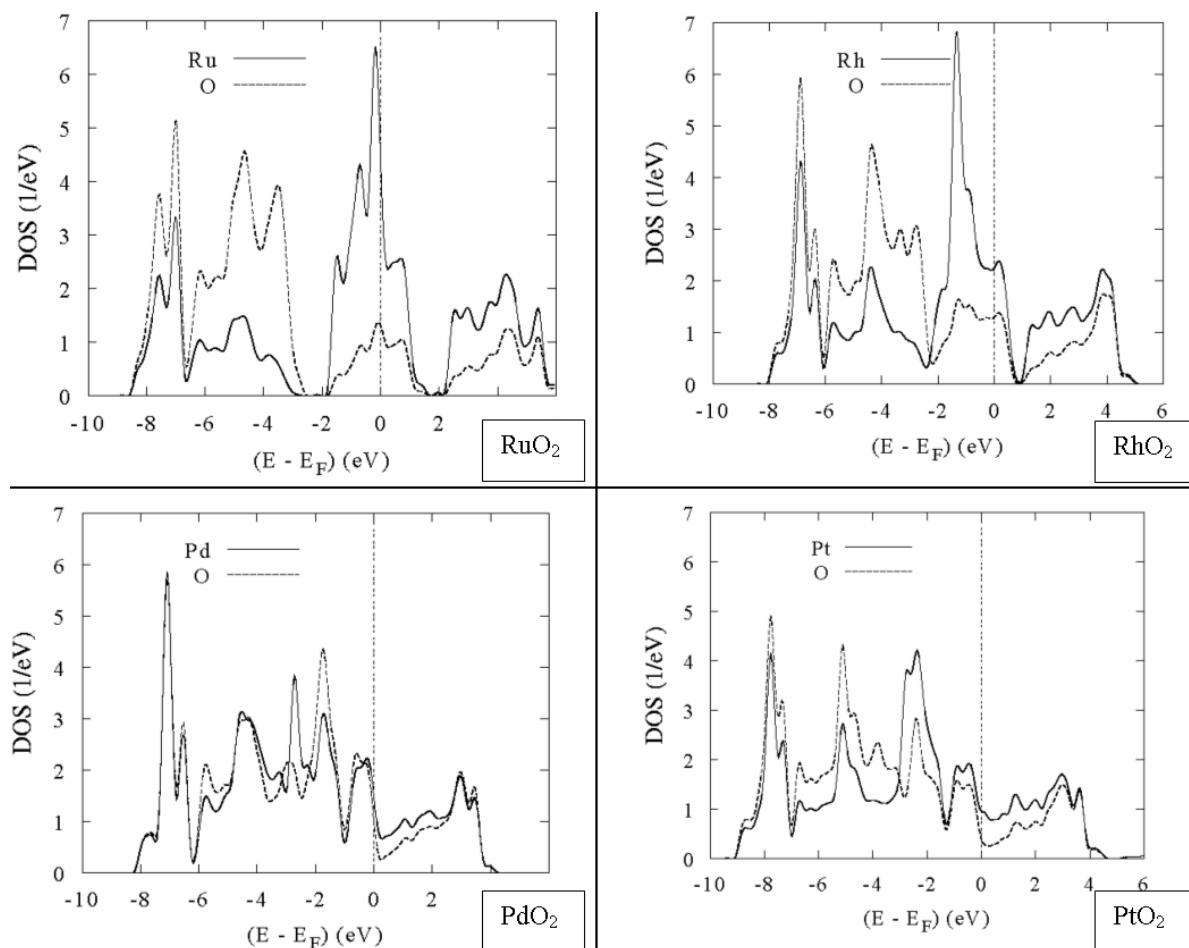 7
6
5
4
3
2
1
0
DOS (1/eV)
Ru
O
-10 -8 -6 -4 -2 0 2
(E - E_F) (eV)
RuO₂
7
6
5
4
3
2
1
0
DOS (1/eV)
Rh
O
-10 -8 -6 -4 -2 0 2 4 6
(E - E_F) (eV)
RhO₂
7
6
5
4
3
2
1
0
DOS (1/eV)
Pd
O
-10 -8 -6 -4 -2 0 2
(E - E_F) (eV)
PdO₂
7
6
5
4
3
2
1
0
DOS (1/eV)
Pt
O
-10 -8 -6 -4 -2 0 2 4 6
(E - E_F) (eV)
PtO₂